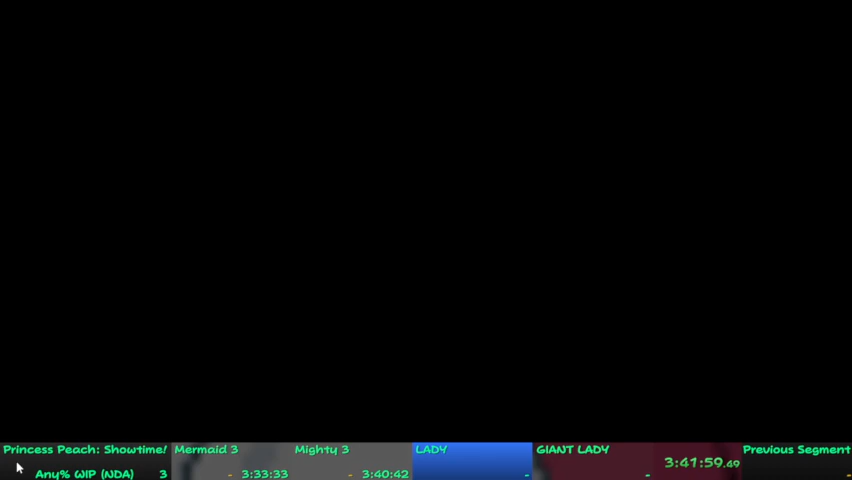 Princess Peach: Showtime! Mermaid 3 Mighty 3 LADY GIANT LADY Previous Segment
Any% WIP (NDA) 3 - 3:33:33 - 3:40:42 - - 3:41:59.49 -